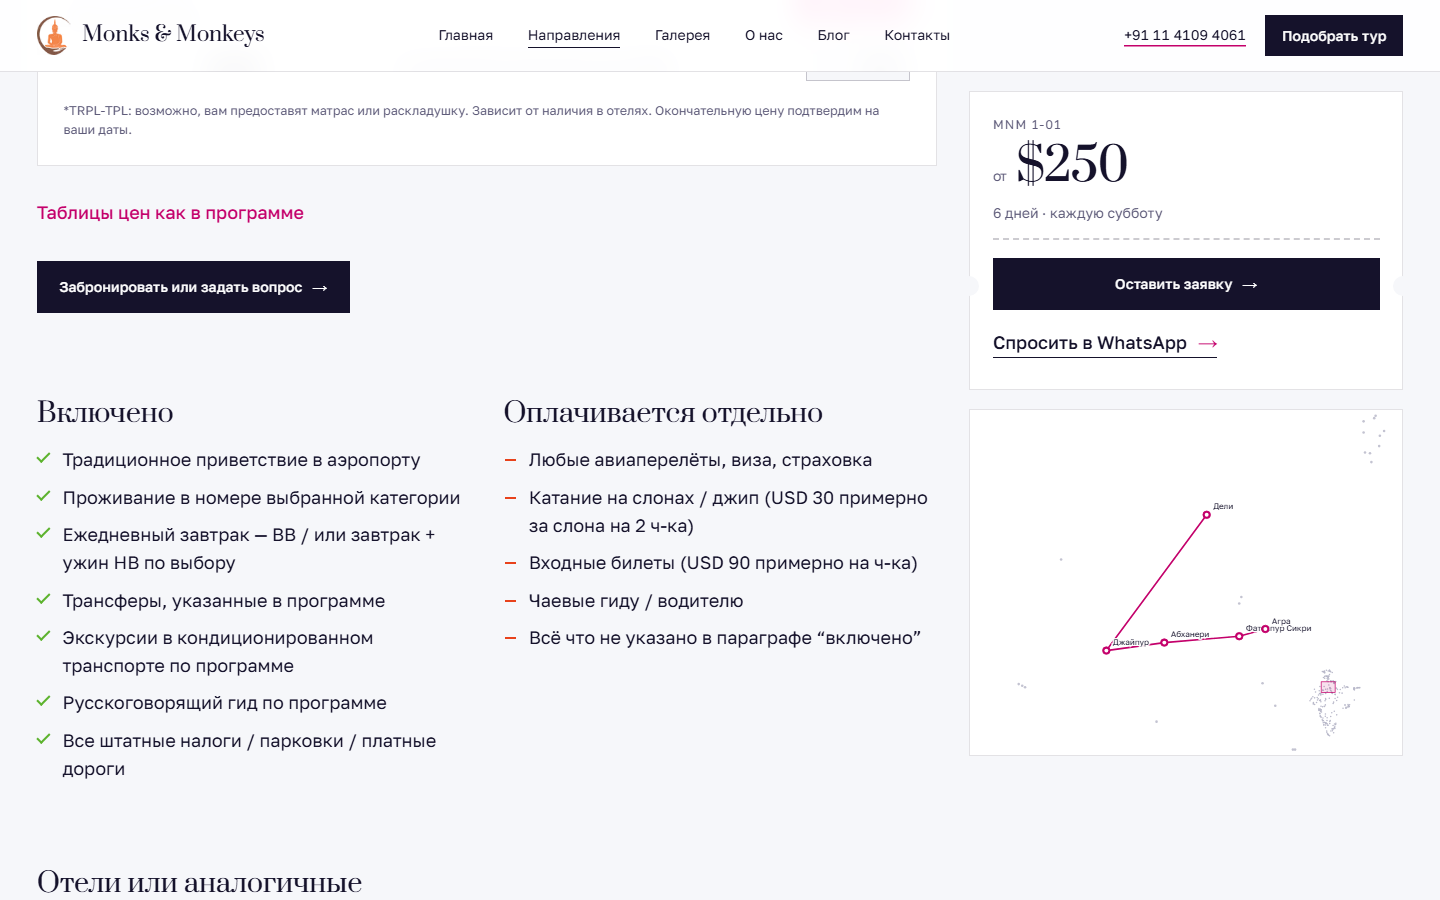 Monks & Monkeys
Главная
Направления
Галерея
О нас
Блог
Контакты
+91 11 4109 4061
Подобрать тур
*TRPL-TPL: возможно, вам предоставят матрас или раскладушку. Зависит от наличия в отелях. Окончательную цену подтвердим на
ваши даты.
Таблицы цен как в программе
Забронировать или задать вопрос →
Включено
Традиционное приветствие в аэропорту
Проживание в номере выбранной категории
Ежедневный завтрак — BB / или завтрак +
ужин HB по выбору
Трансферы, указанные в программе
Экскурсии в кондиционированном
транспорте по программе
Русскоговорящий гид по программе
Все штатные налоги / парковки / платные
дороги
Оплачивается отдельно
Любые авиаперелёты, виза, страховка
Катание на слонах / джип (USD 30 примерно
за слона на 2 ч-ка)
Входные билеты (USD 90 примерно на ч-ка)
Чаевые гиду / водителю
Всё что не указано в параграфе “включено”
Отели или аналогичные
MNM 1-01
от $250
6 дней · каждую субботу
Оставить заявку →
Спросить в WhatsApp →
Дели
Джайпур
Абханери
Агра
Сикри